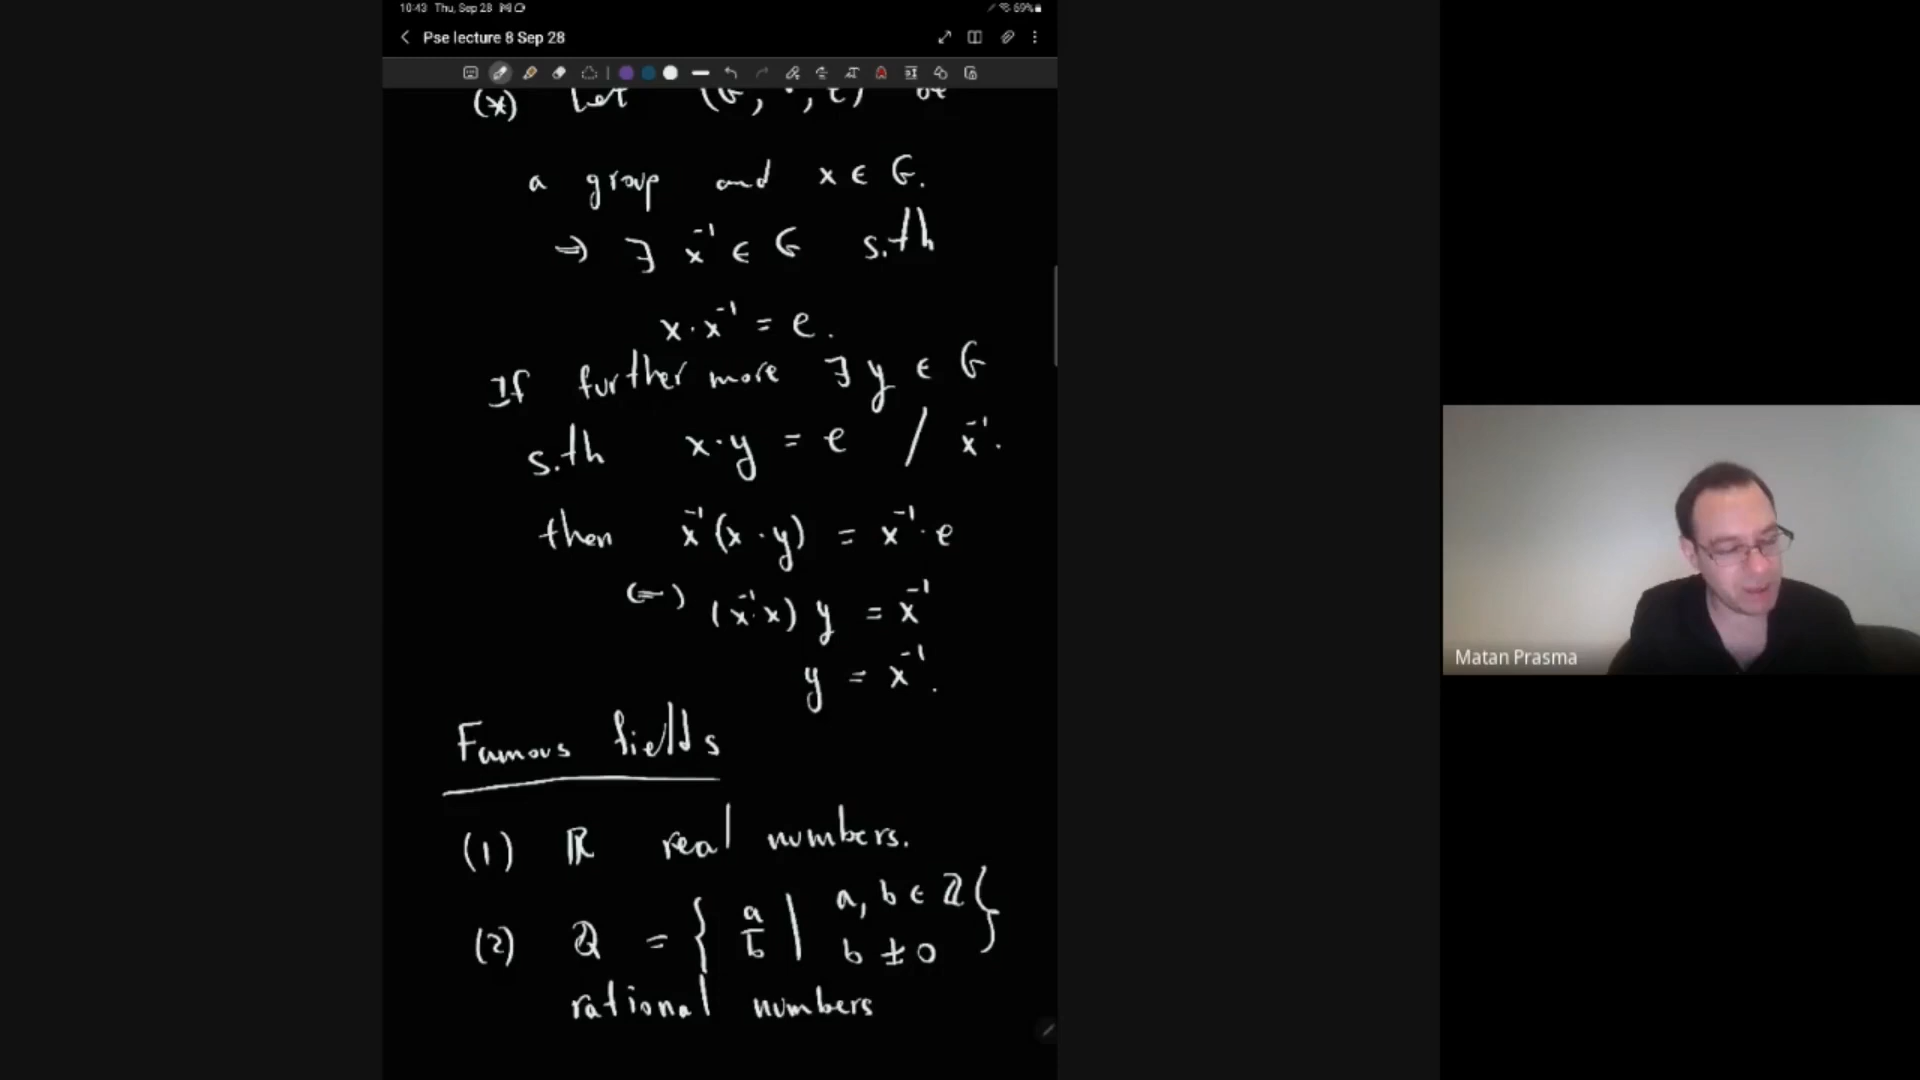 10:43 Thu, Sep 28
69%
Pse lecture 8 Sep 28
(*) Let (G, ·, e) be
a group and x ∈ G.
⇒ ∃ x⁻¹ ∈ G s.th
x·x⁻¹ = e.
If further more ∃ y ∈ G
s.th x·y = e / x⁻¹·
then x⁻¹(x·y) = x⁻¹·e
(=) (x⁻¹·x) y = x⁻¹
y = x⁻¹.
Famous fields
(1) ℝ real numbers.
(2) ℚ = { a/b | a, b ∈ ℤ
b ≠ 0 }
rational numbers
Matan Prasma